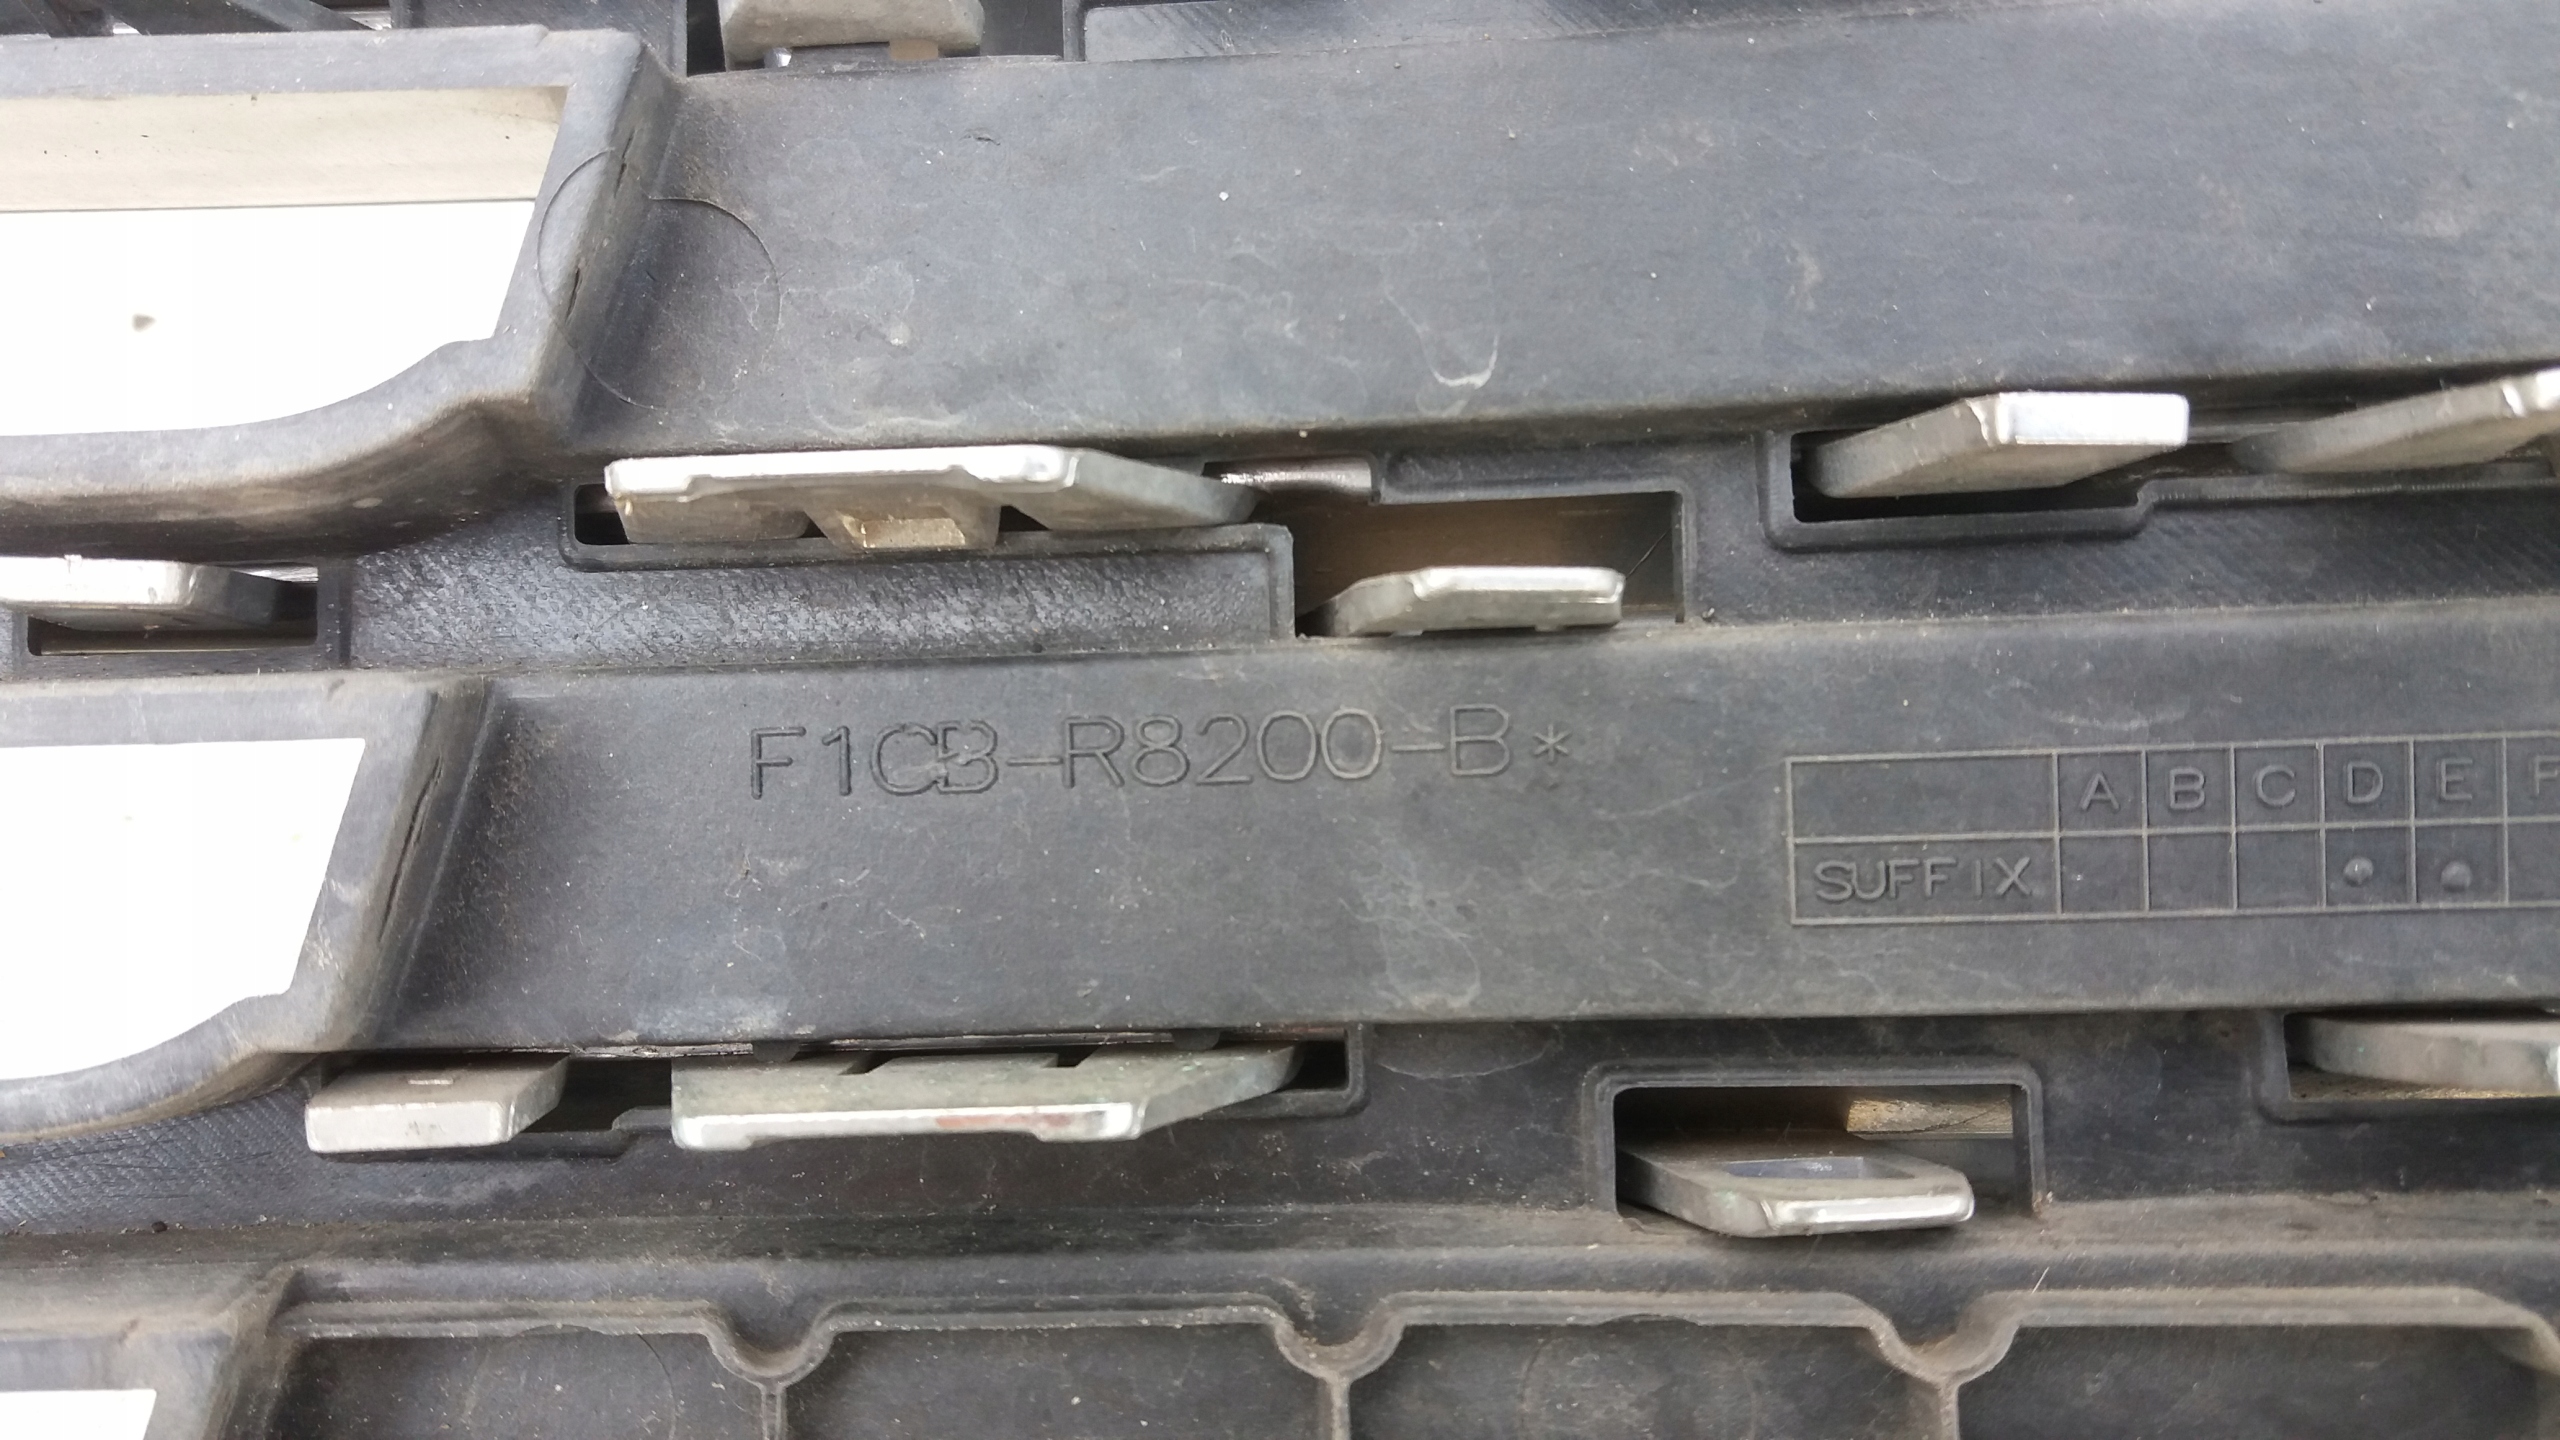 F1CB-R8200-B*
A B C D E F
SUFFIX